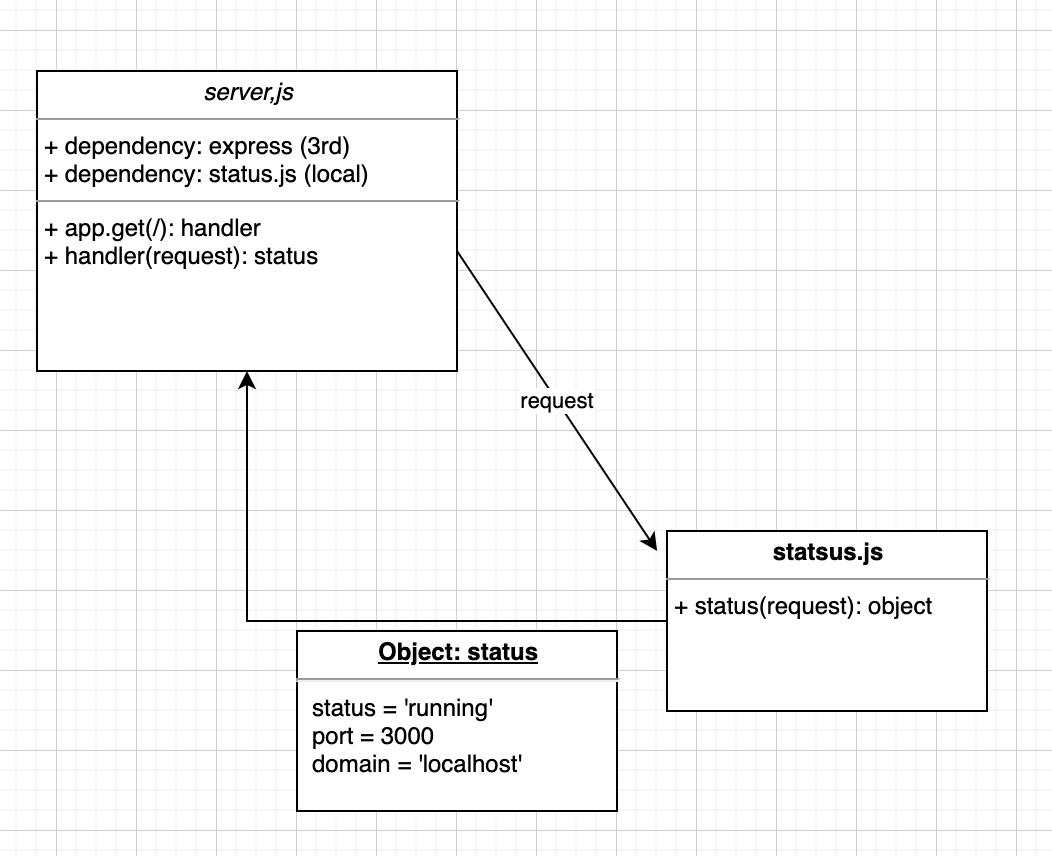 server,js
+ dependency: express (3rd)
+ dependency: status.js (local)
+ app.get(/): handler
+ handler(request): status
request
statsus.js
+ status(request): object
Object: status
status = 'running'
port = 3000
domain = 'localhost'